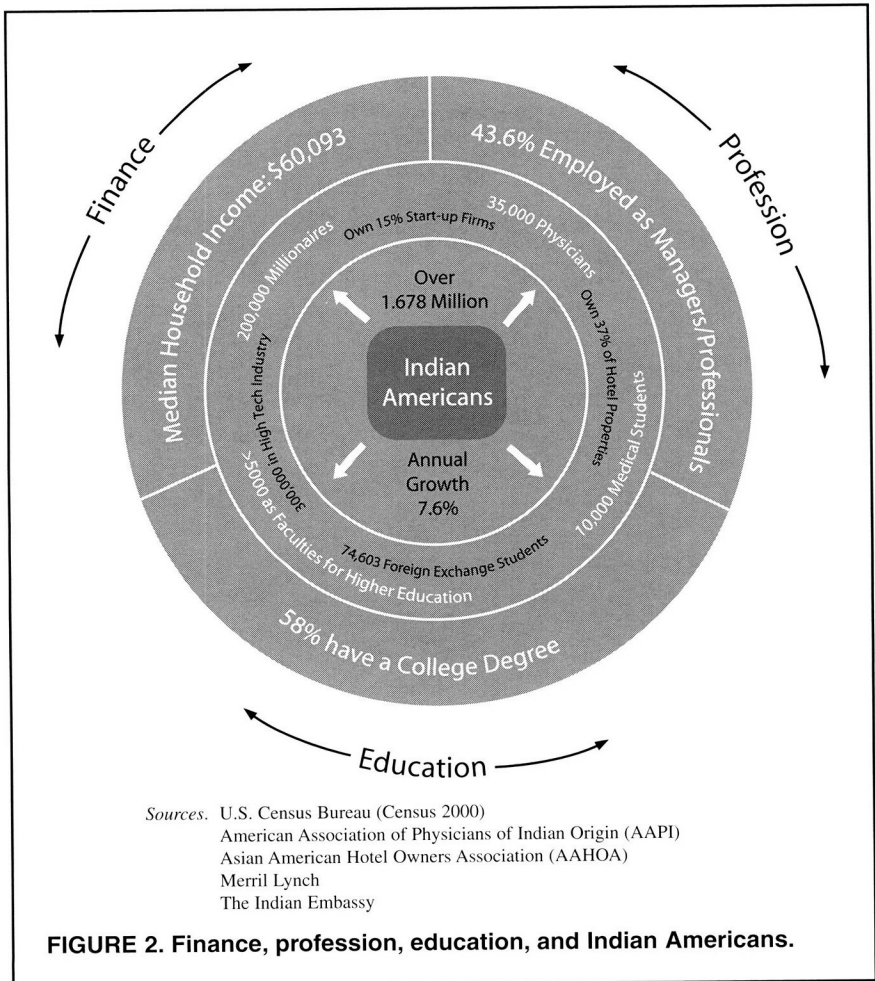 Finance
Profession
Median Household Income: $60,093
43.6% Employed as Managers/Professionals
200,000 Millionaires
Own 15% Start-up Firms
35,000 Physicians
Own 37% of Hotel Properties
10,000 Medical Students
300,000 in High Tech Industry
>5000 as Faculties for Higher Education
74,603 Foreign Exchange Students
Over
1.678 Million
Indian
Americans
Annual
Growth
7.6%
58% have a College Degree
Education
Sources. U.S. Census Bureau (Census 2000)
American Association of Physicians of Indian Origin (AAPI)
Asian American Hotel Owners Association (AAHOA)
Merril Lynch
The Indian Embassy
FIGURE 2. Finance, profession, education, and Indian Americans.